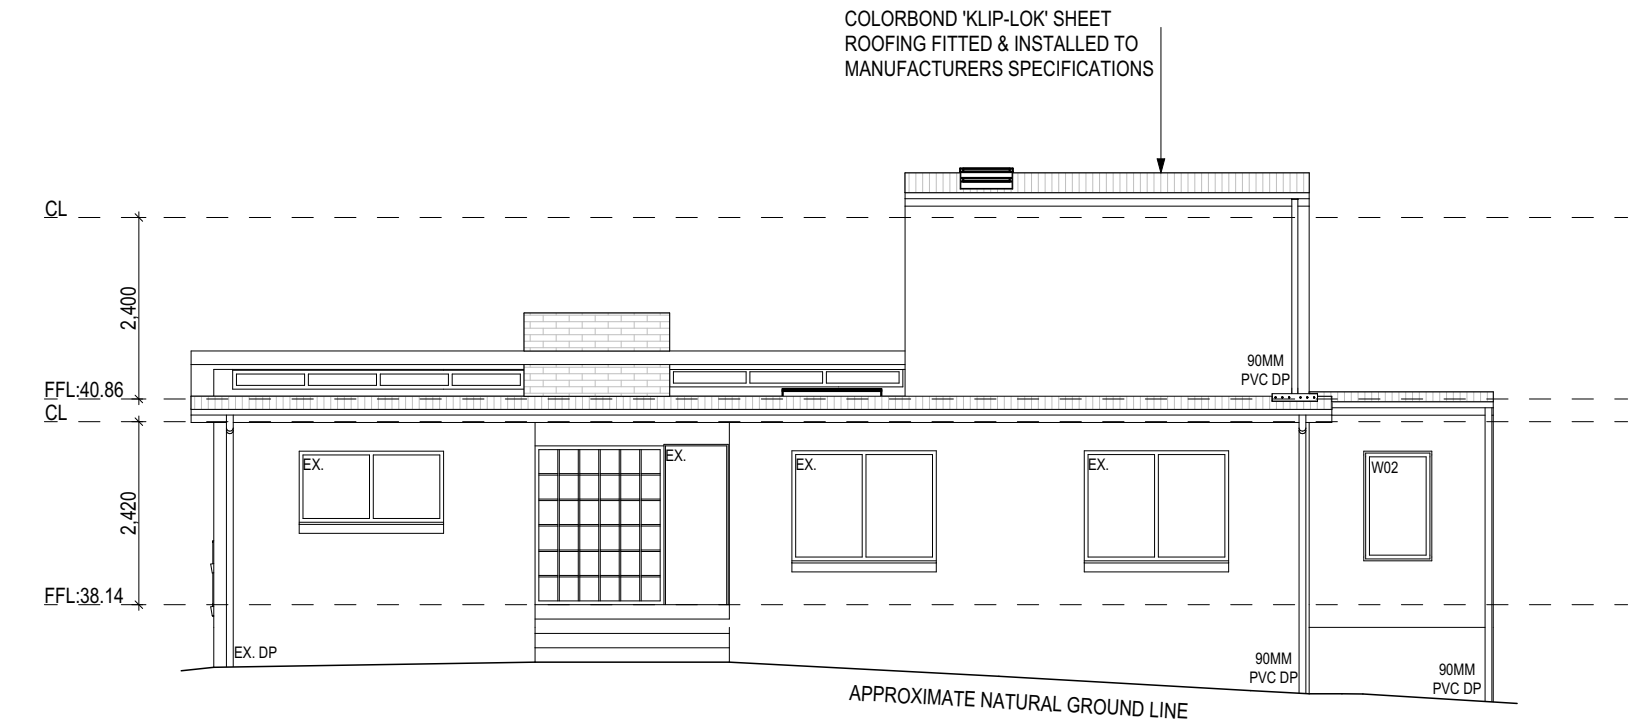 COLORBOND 'KLIP-LOK' SHEET
ROOFING FITTED & INSTALLED TO
MANUFACTURERS SPECIFICATIONS
CL
2,400
90MM
PVC DP
FFL:40.86
CL
EX.
EX.
EX.
EX.
W02
2,420
FFL:38.14
EX. DP
90MM
PVC DP
90MM
PVC DP
APPROXIMATE NATURAL GROUND LINE